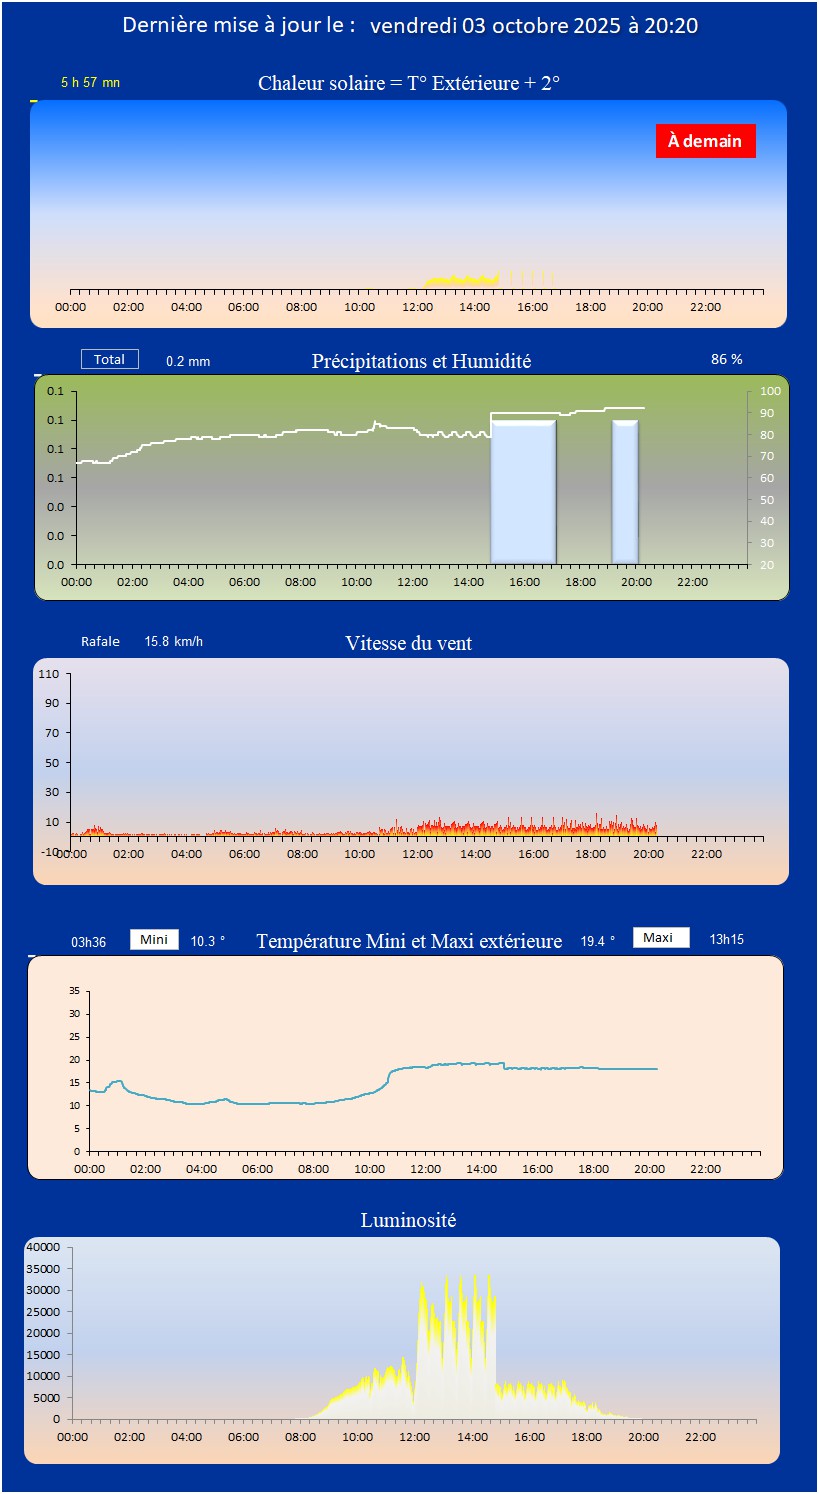 Dernière mise à jour le : vendredi 03 octobre 2025 à 20:20
5 h 57 mn
Chaleur solaire = T° Extérieure + 2°
À demain
00:00 02:00 04:00 06:00 08:00 10:00 12:00 14:00 16:00 18:00 20:00 22:00
Total 0.2 mm Précipitations et Humidité 86 %
0.1 100
0.1 90
80
0.1 70
0.1 60
50
0.0 40
0.0 30
0.0 20
00:00 02:00 04:00 06:00 08:00 10:00 12:00 14:00 16:00 18:00 20:00 22:00
Rafale 15.8 km/h Vitesse du vent
110
90
70
50
30
10
-10
00:00 02:00 04:00 06:00 08:00 10:00 12:00 14:00 16:00 18:00 20:00 22:00
03h36 Mini 10.3 ° Température Mini et Maxi extérieure 19.4 ° Maxi 13h15
35
30
25
20
15
10
5
0
00:00 02:00 04:00 06:00 08:00 10:00 12:00 14:00 16:00 18:00 20:00 22:00
Luminosité
40000
35000
30000
25000
20000
15000
10000
5000
0
00:00 02:00 04:00 06:00 08:00 10:00 12:00 14:00 16:00 18:00 20:00 22:00